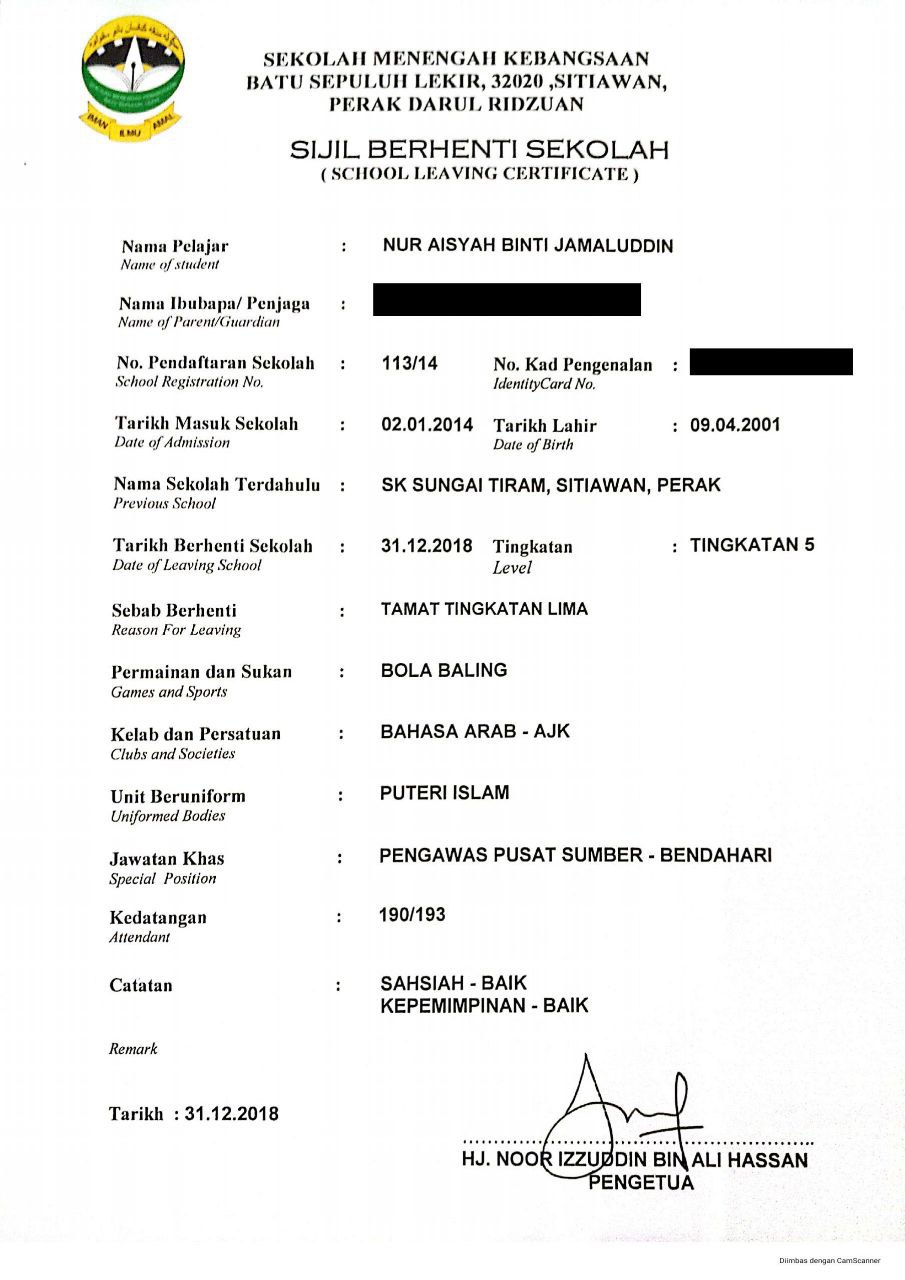 IMAN ILMU AMAL
SEKOLAH MENENGAH KEBANGSAAN
BATU SEPULUH LEKIR, 32020 ,SITIAWAN,
PERAK DARUL RIDZUAN
SIJIL BERHENTI SEKOLAH
( SCHOOL LEAVING CERTIFICATE )
Nama Pelajar : NUR AISYAH BINTI JAMALUDDIN
Name of student
Nama Ibubapa/ Penjaga :
Name of Parent/Guardian
No. Pendaftaran Sekolah : 113/14 No. Kad Pengenalan :
School Registration No. IdentityCard No.
Tarikh Masuk Sekolah : 02.01.2014 Tarikh Lahir : 09.04.2001
Date of Admission Date of Birth
Nama Sekolah Terdahulu : SK SUNGAI TIRAM, SITIAWAN, PERAK
Previous School
Tarikh Berhenti Sekolah : 31.12.2018 Tingkatan : TINGKATAN 5
Date of Leaving School Level
Sebab Berhenti : TAMAT TINGKATAN LIMA
Reason For Leaving
Permainan dan Sukan : BOLA BALING
Games and Sports
Kelab dan Persatuan : BAHASA ARAB - AJK
Clubs and Societies
Unit Beruniform : PUTERI ISLAM
Uniformed Bodies
Jawatan Khas : PENGAWAS PUSAT SUMBER - BENDAHARI
Special Position
Kedatangan : 190/193
Attendant
Catatan : SAHSIAH - BAIK
KEPEMIMPINAN - BAIK
Remark
Tarikh : 31.12.2018
HJ. NOOR IZZUDDIN BIN ALI HASSAN
PENGETUA
Diimbas dengan CamScanner